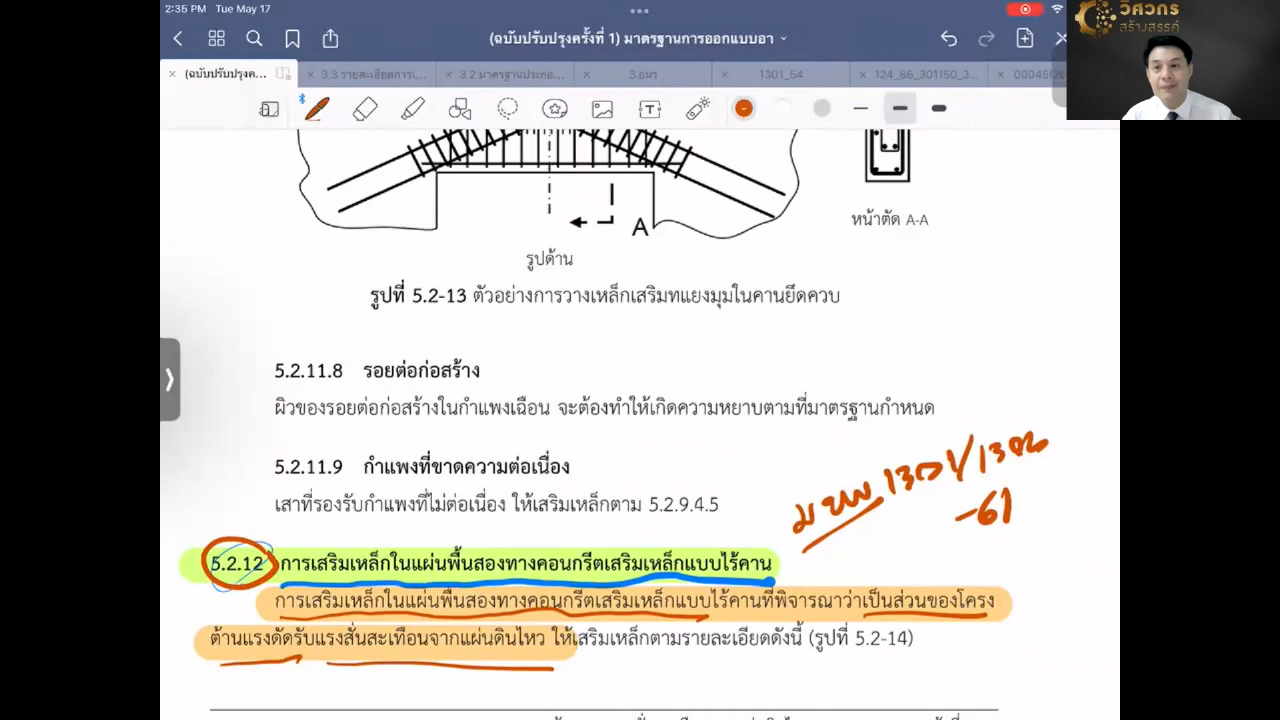 2:35 PM Tue May 17
วิศวกร
สร้างสรรค์
(ฉบับปรับปรุงครั้งที่ 1) มาตรฐานการออกแบบอา
(ฉบับปรับปรุงค...
3.3 รายละเอียดการเ...
3.2 มาตรฐานประกอ...
3.อมร
1301_54
124_86_301150_3...
A
หน้าตัด A-A
รูปด้าน
รูปที่ 5.2-13 ตัวอย่างการวางเหล็กเสริมทแยงมุมในคานยึดควบ
5.2.11.8 รอยต่อก่อสร้าง
ผิวของรอยต่อก่อสร้างในกำแพงเฉือน จะต้องทำให้เกิดความหยาบตามที่มาตรฐานกำหนด
5.2.11.9 กำแพงที่ขาดความต่อเนื่อง
เสาที่รองรับกำแพงที่ไม่ต่อเนื่อง ให้เสริมเหล็กตาม 5.2.9.4.5
มยผ 1301/1302
-61
5.2.12 การเสริมเหล็กในแผ่นพื้นสองทางคอนกรีตเสริมเหล็กแบบไร้คาน
การเสริมเหล็กในแผ่นพื้นสองทางคอนกรีตเสริมเหล็กแบบไร้คานที่พิจารณาว่าเป็นส่วนของโครง
ต้านแรงดัดรับแรงสั่นสะเทือนจากแผ่นดินไหว ให้เสริมเหล็กตามรายละเอียดดังนี้ (รูปที่ 5.2-14)